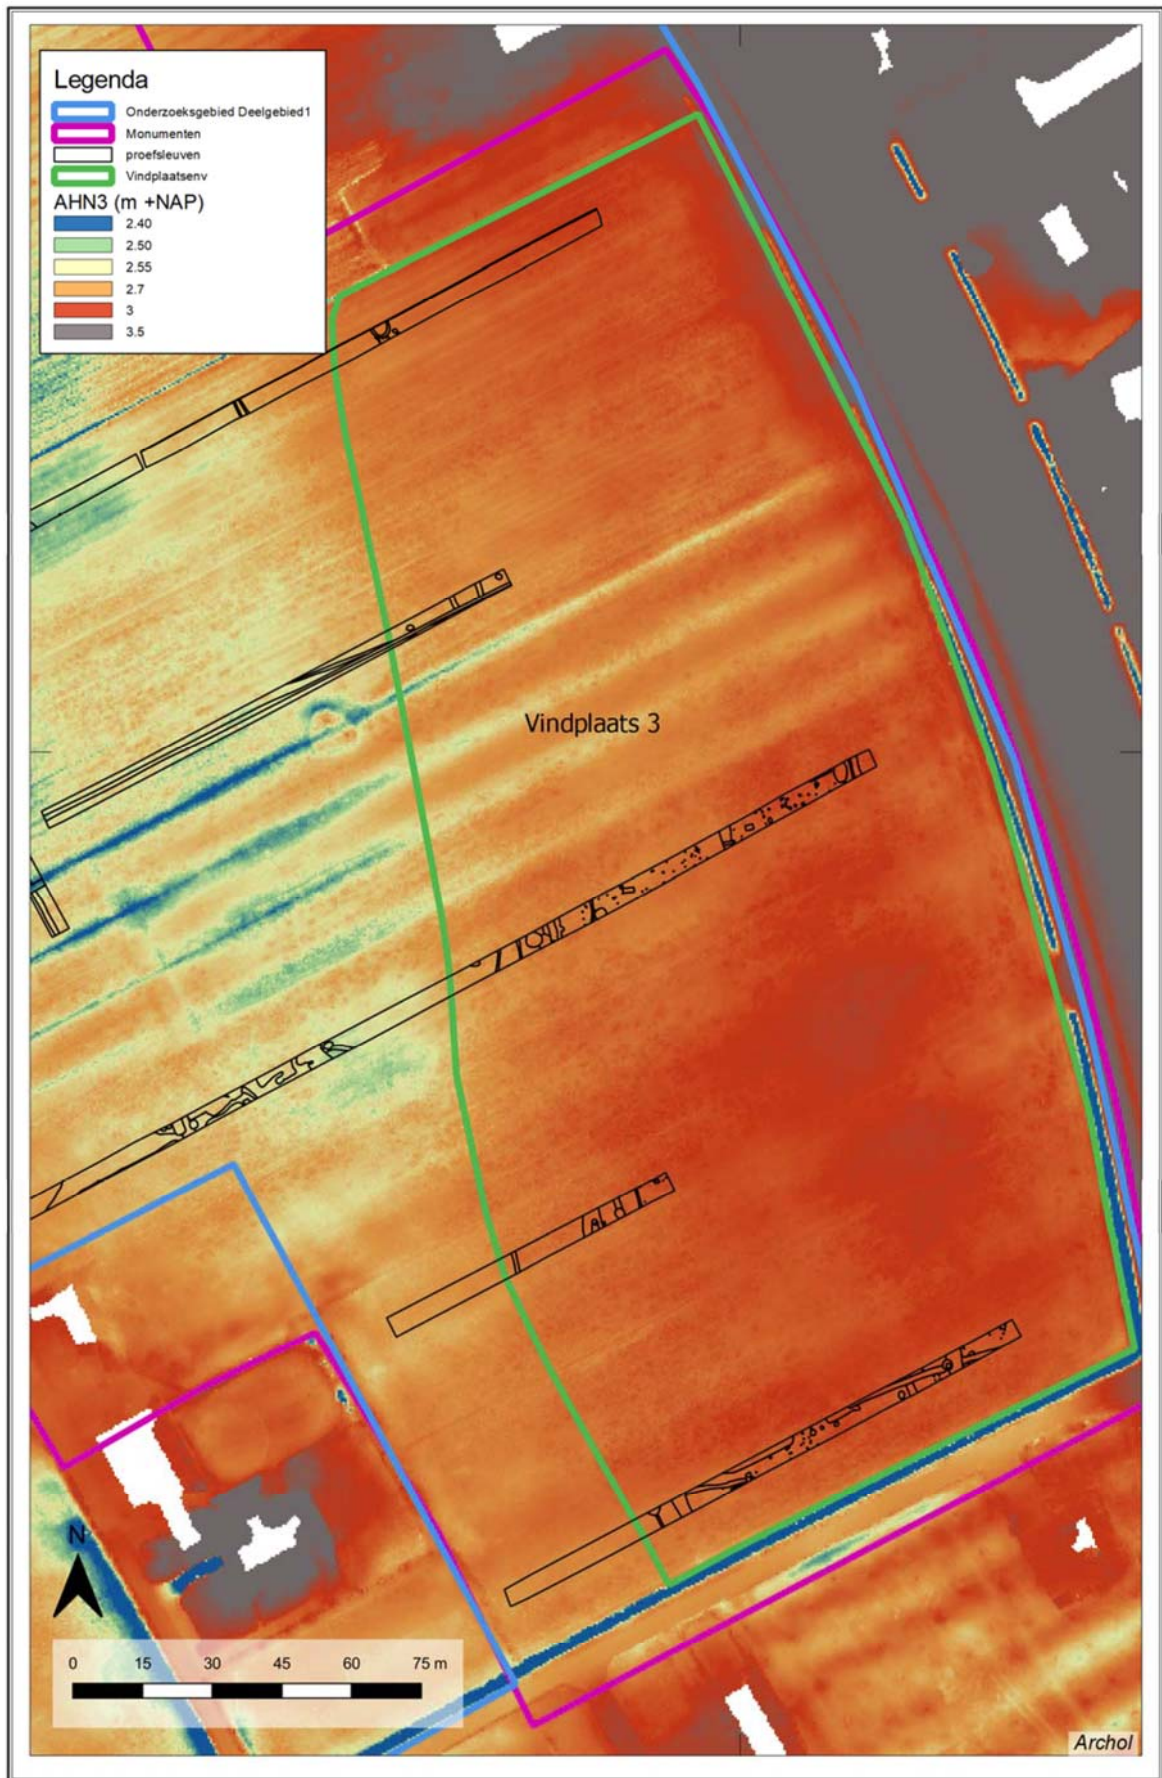 Legenda
Onderzoeksgebied Deelgebied1
Monumenten
proefsleuven
Vindplaatsenv
AHN3 (m +NAP)
2.40
2.50
2.55
2.7
3
3.5
Vindplaats 3
N
0 15 30 45 60 75 m
Archol